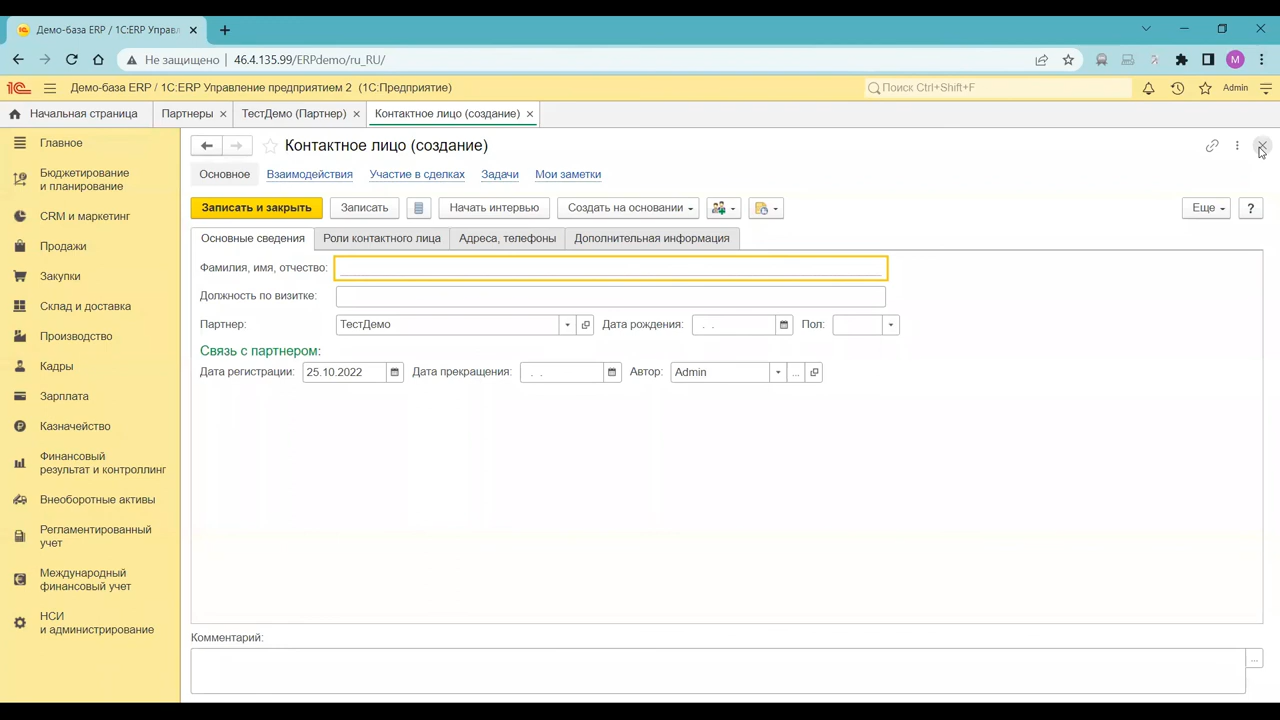 Демо-база ERP / 1С:ERP Управл
Не защищено 46.4.135.99/ERPdemo/ru_RU/
M
1С Демо-база ERP / 1С:ERP Управление предприятием 2 (1С:Предприятие) Поиск Ctrl+Shift+F Admin
Начальная страница Партнеры ТестДемо (Партнер) Контактное лицо (создание)
Главное
Бюджетирование
и планирование
CRM и маркетинг
Продажи
Закупки
Склад и доставка
Производство
Кадры
Зарплата
Казначейство
Финансовый
результат и контроллинг
Внеоборотные активы
Регламентированный
учет
Международный
финансовый учет
НСИ
и администрирование
Контактное лицо (создание)
Основное Взаимодействия Участие в сделках Задачи Мои заметки
Записать и закрыть Записать Начать интервью Создать на основании Еще ?
Основные сведения Роли контактного лица Адреса, телефоны Дополнительная информация
Фамилия, имя, отчество:
Должность по визитке:
Партнер: ТестДемо Дата рождения: . . Пол:
Связь с партнером:
Дата регистрации: 25.10.2022 Дата прекращения: . . Автор: Admin ...
Комментарий:
...